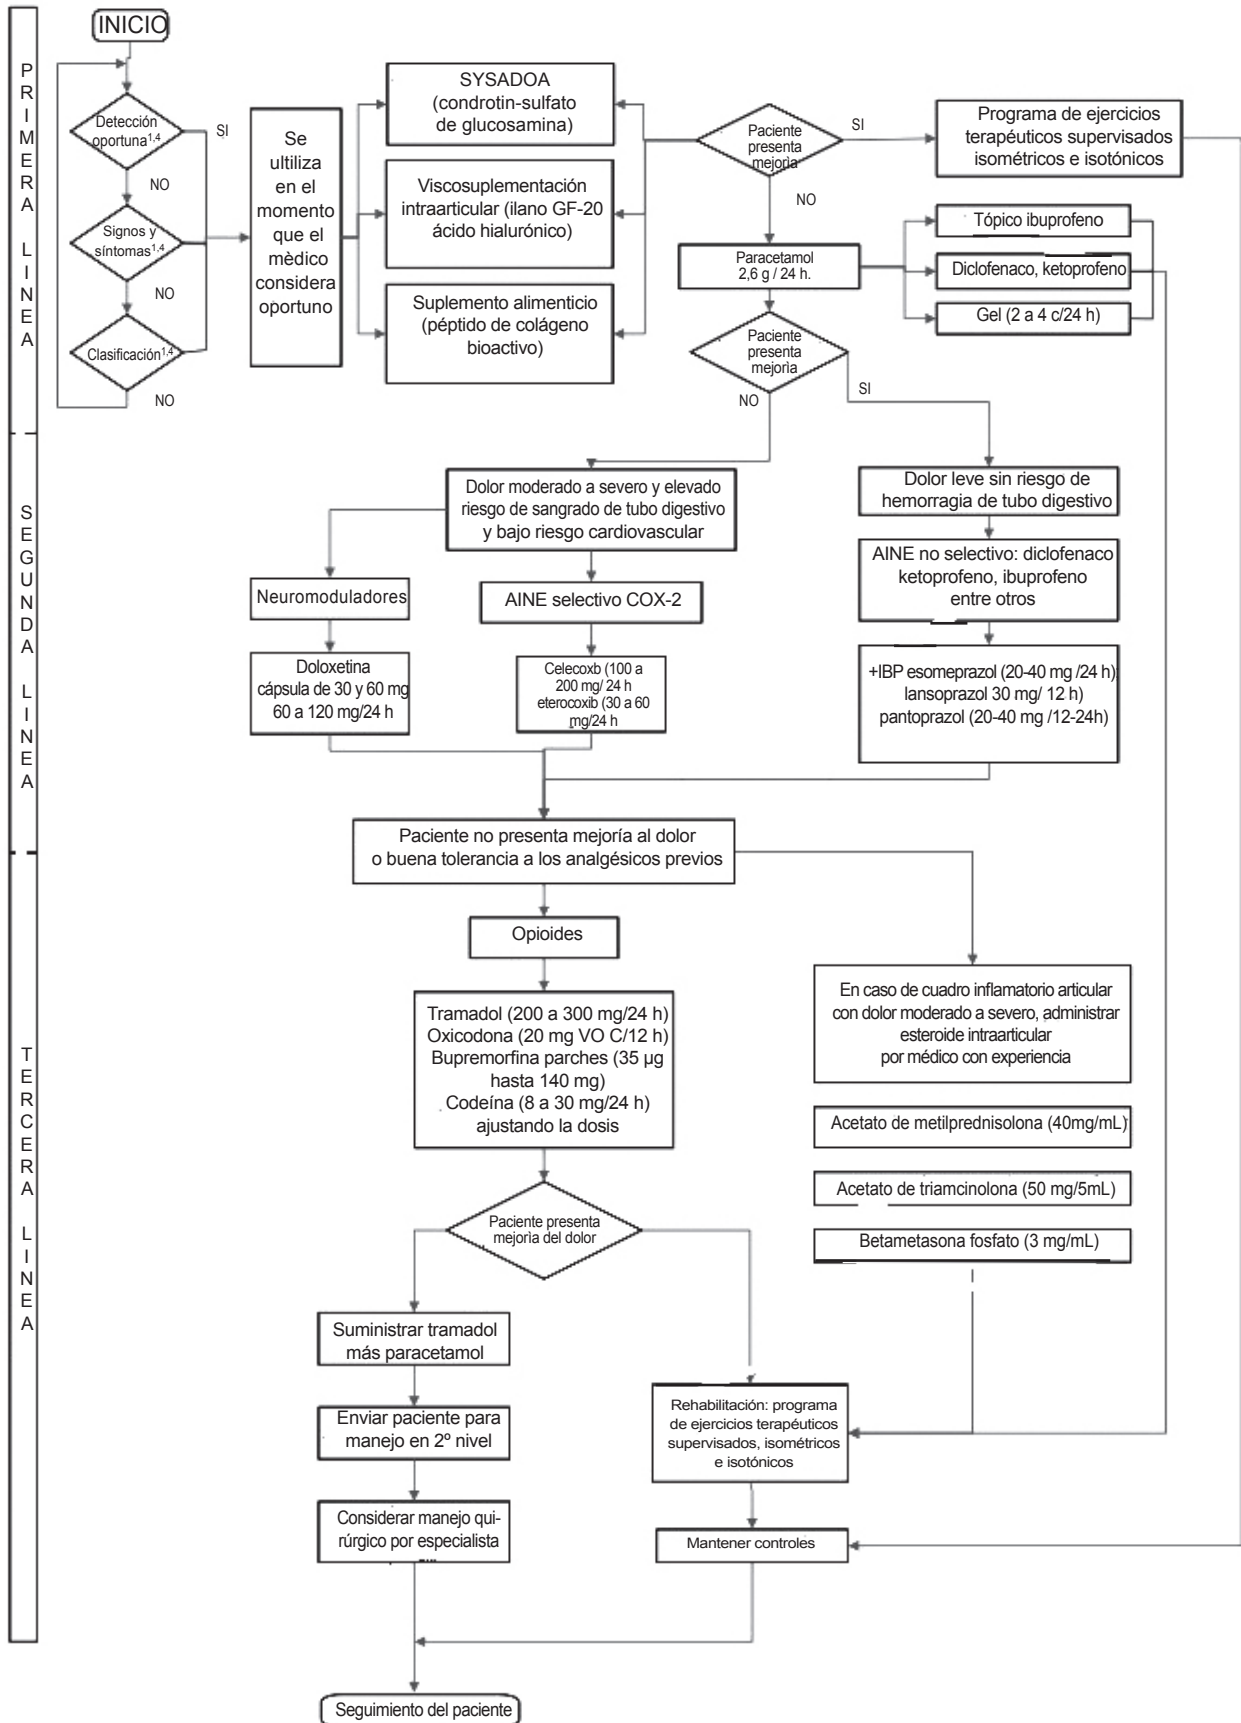 INICIO
PRIMERA LINEA
Detección
oportuna1,4
SI
NO
Signos y
síntomas1,4
NO
Clasificación1,4
NO
Se
ultiliza
en el
momento
que el
mèdico
considera
oportuno
SYSADOA
(condrotin-sulfato
de glucosamina)
Viscosuplementación
intraarticular (ilano GF-20
ácido hialurónico)
Suplemento alimenticio
(péptido de colágeno
bioactivo)
Paciente
presenta
mejorìa
SI
NO
Programa de ejercicios
terapéuticos supervisados
isométricos e isotónicos
Paracetamol
2,6 g / 24 h.
Tópico ibuprofeno
Diclofenaco, ketoprofeno
Gel (2 a 4 c/24 h)
Paciente
presenta
mejorìa
NO
SI
SEGUNDA LINEA
Dolor moderado a severo y elevado
riesgo de sangrado de tubo digestivo
y bajo riesgo cardiovascular
Dolor leve sin riesgo de
hemorragia de tubo digestivo
Neuromoduladores
AINE selectivo COX-2
AINE no selectivo: diclofenaco
ketoprofeno, ibuprofeno
entre otros
Doloxetina
cápsula de 30 y 60 mg
60 a 120 mg/24 h
Celecoxb (100 a
200 mg/ 24 h
eterocoxib (30 a 60
mg/24 h
+IBP esomeprazol (20-40 mg /24 h)
lansoprazol 30 mg/ 12 h)
pantoprazol (20-40 mg /12-24h)
Paciente no presenta mejoría al dolor
o buena tolerancia a los analgésicos previos
TERCERA LINEA
Opioides
Tramadol (200 a 300 mg/24 h)
Oxicodona (20 mg VO C/12 h)
Bupremorfina parches (35 µg
hasta 140 mg)
Codeína (8 a 30 mg/24 h)
ajustando la dosis
En caso de cuadro inflamatorio articular
con dolor moderado a severo, administrar
esteroide intraarticular
por médico con experiencia
Acetato de metilprednisolona (40mg/mL)
Acetato de triamcinolona (50 mg/5mL)
Betametasona fosfato (3 mg/mL)
Paciente presenta
mejorìa del dolor
Suministrar tramadol
más paracetamol
Enviar paciente para
manejo en 2º nivel
Considerar manejo qui-
rúrgico por especialista
Rehabilitación: programa
de ejercicios terapéuticos
supervisados, isométricos
e isotónicos
Mantener controles
Seguimiento del paciente